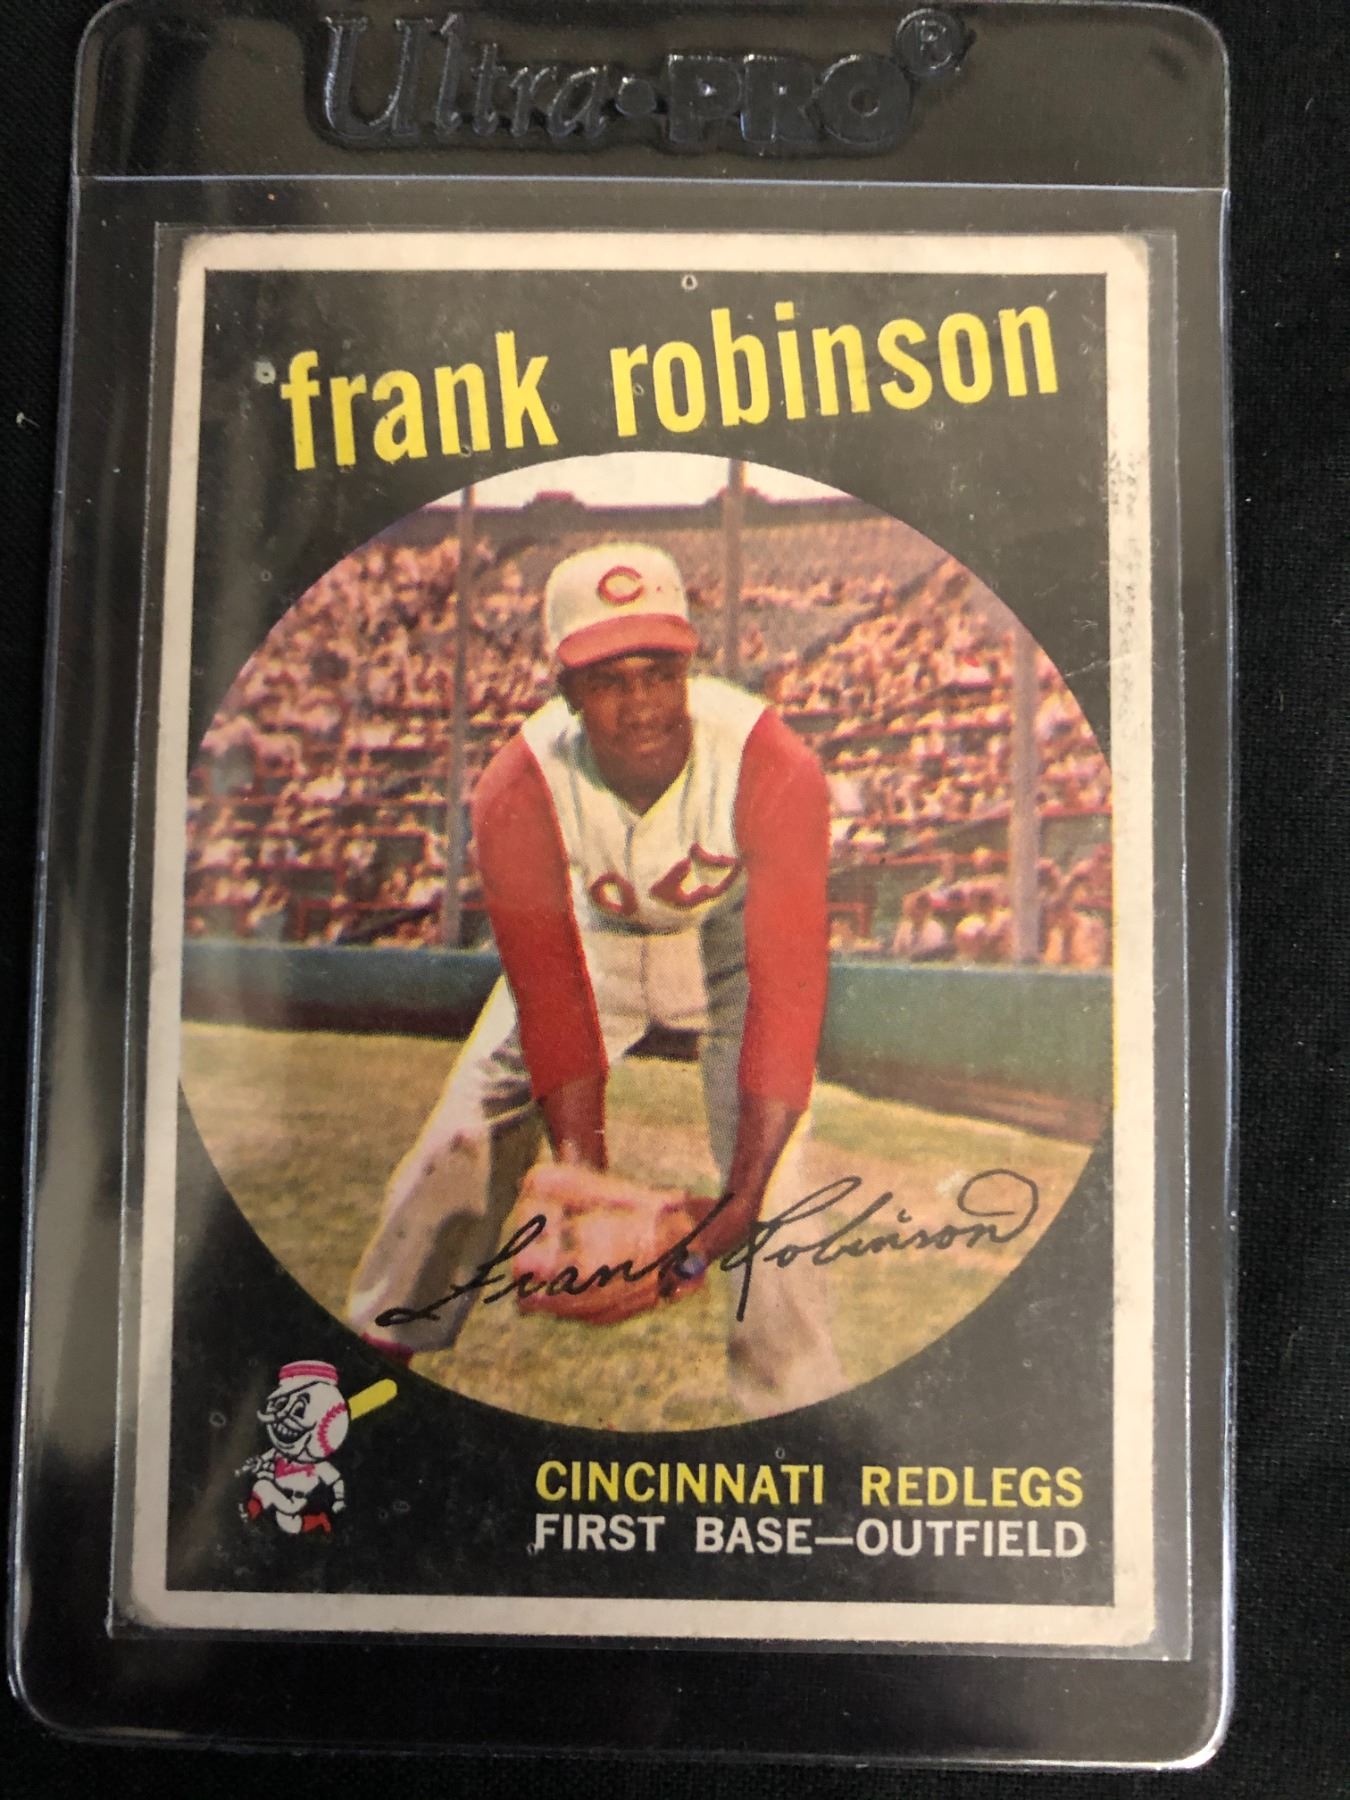 Ultra•PRO®
frank robinson
C
Frank Robinson
CINCINNATI REDLEGS
FIRST BASE—OUTFIELD